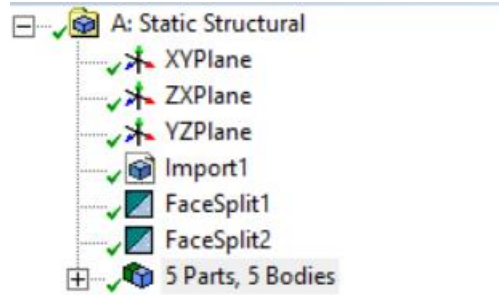 A: Static Structural
XYPlane
ZXPlane
YZPlane
Import1
FaceSplit1
FaceSplit2
5 Parts, 5 Bodies